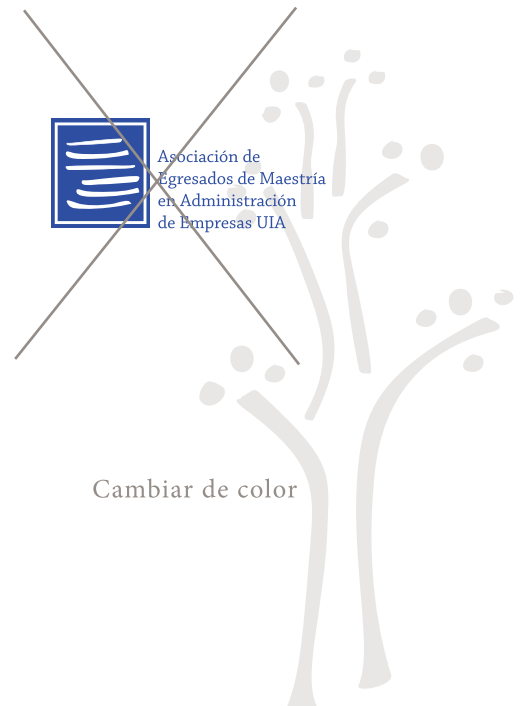 Asociación de
Egresados de Maestría
en Administración
de Empresas UIA
Cambiar de color